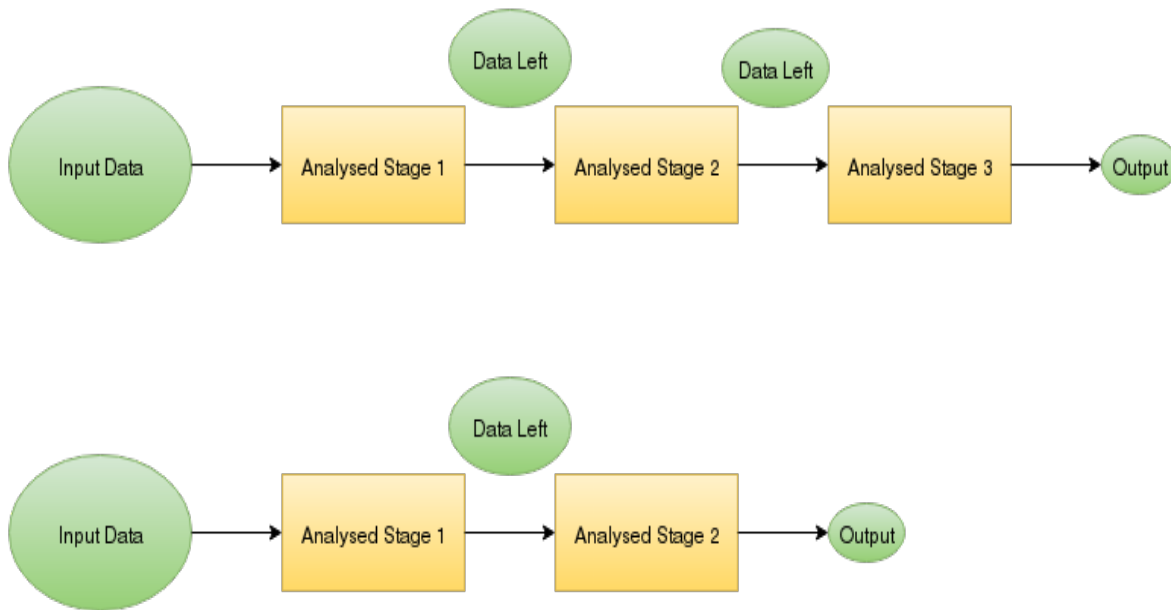 Data Left
Data Left
Input Data
Analysed Stage 1
Analysed Stage 2
Analysed Stage 3
Output
Data Left
Input Data
Analysed Stage 1
Analysed Stage 2
Output